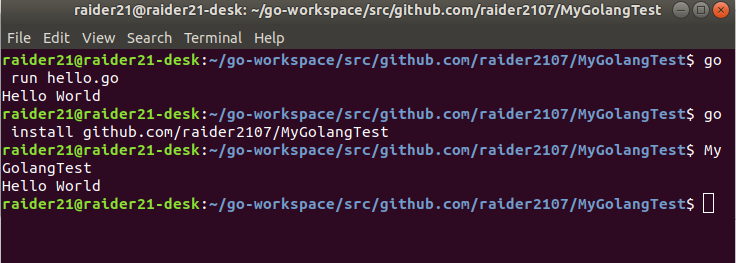 raider21@raider21-desk: ~/go-workspace/src/github.com/raider2107/MyGolangTest
File Edit View Search Terminal Help
raider21@raider21-desk:~/go-workspace/src/github.com/raider2107/MyGolangTest$ go
 run hello.go
Hello World
raider21@raider21-desk:~/go-workspace/src/github.com/raider2107/MyGolangTest$ go
 install github.com/raider2107/MyGolangTest
raider21@raider21-desk:~/go-workspace/src/github.com/raider2107/MyGolangTest$ My
GolangTest
Hello World
raider21@raider21-desk:~/go-workspace/src/github.com/raider2107/MyGolangTest$